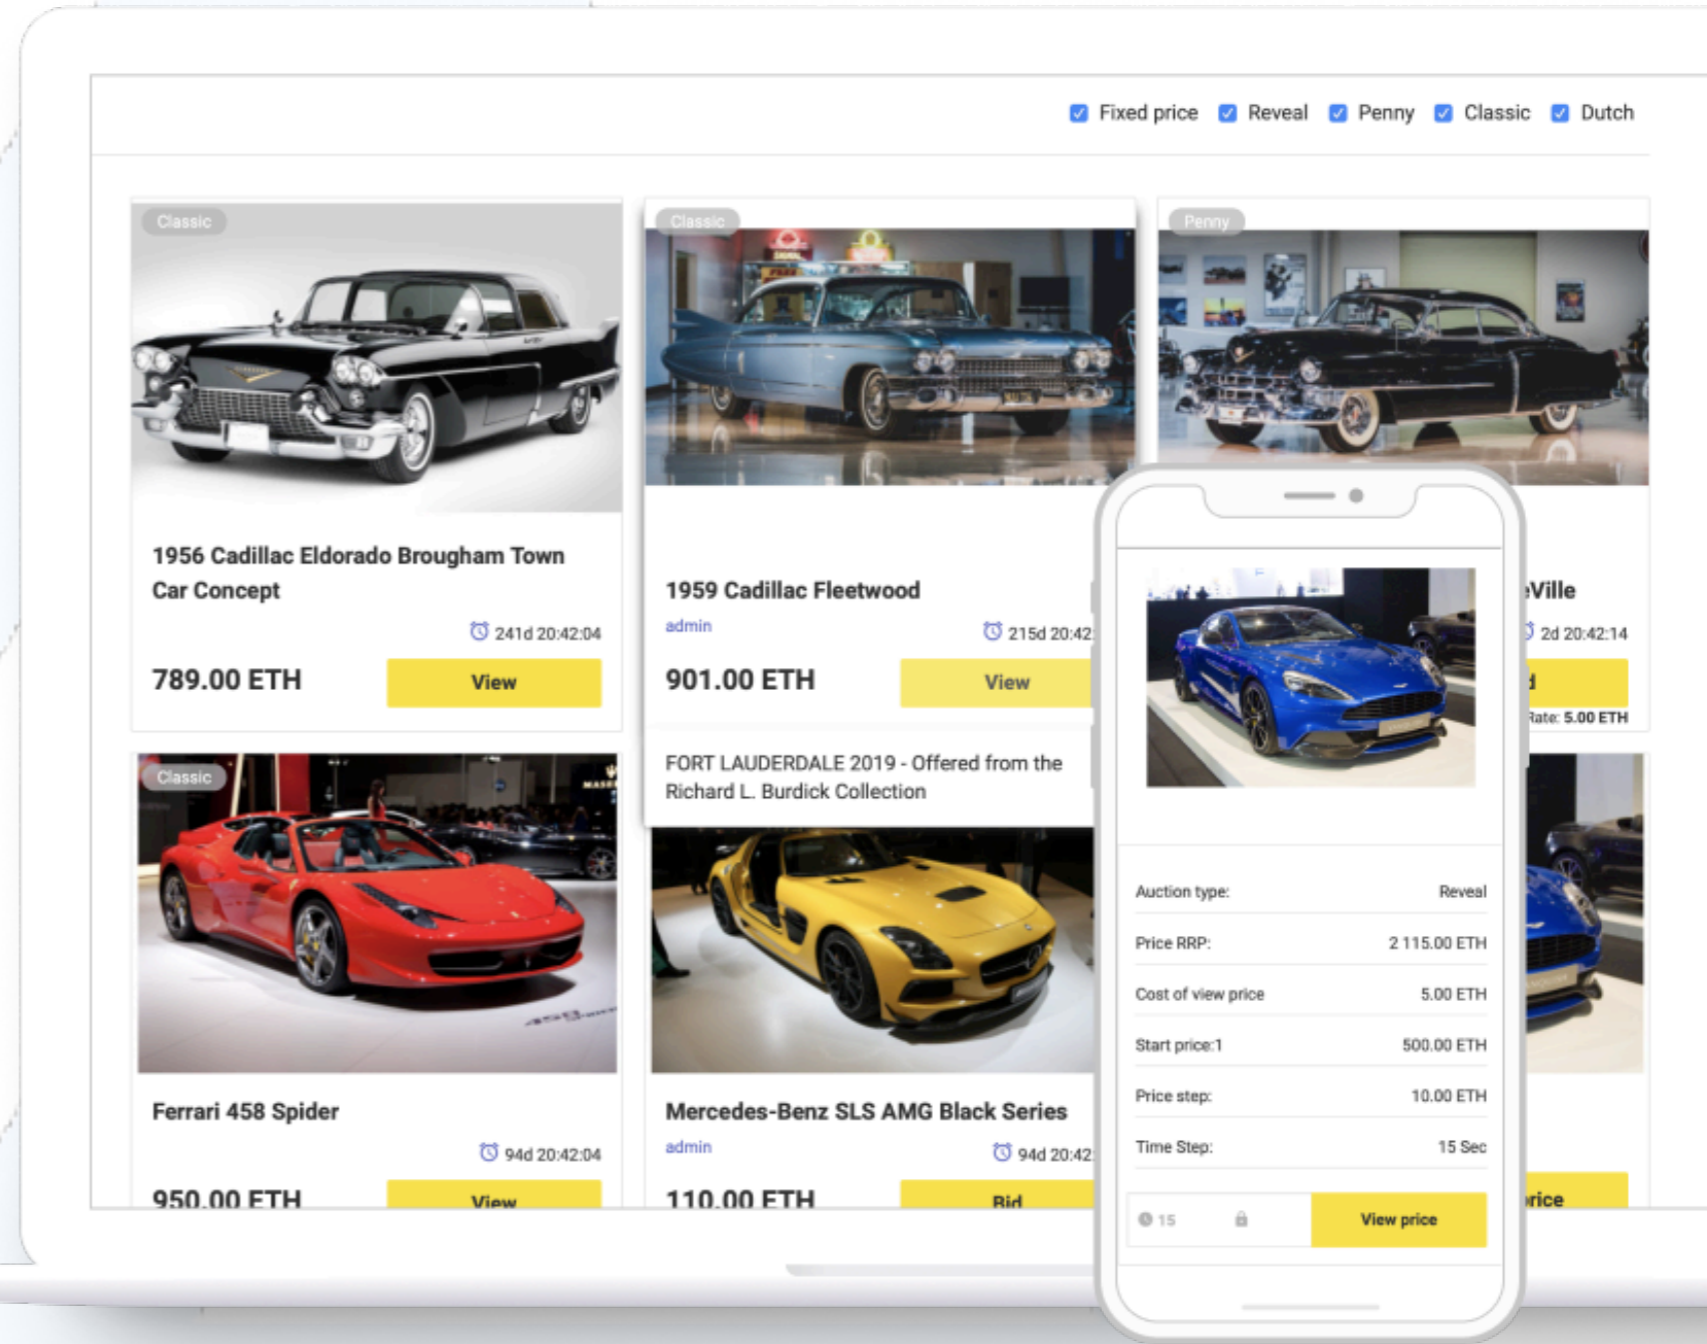 Fixed price Reveal Penny Classic Dutch
Classic
1956 Cadillac Eldorado Brougham Town
Car Concept
241d 20:42:04
789.00 ETH
View
Classic
1959 Cadillac Fleetwood
admin
215d 20:42:
901.00 ETH
View
FORT LAUDERDALE 2019 - Offered from the
Richard L. Burdick Collection
Penny
eVille
2d 20:42:14
d
Rate: 5.00 ETH
Classic
Ferrari 458 Spider
94d 20:42:04
950.00 ETH
View
Mercedes-Benz SLS AMG Black Series
admin
94d 20:42:
110.00 ETH
Bid
rice
Auction type: Reveal
Price RRP: 2 115.00 ETH
Cost of view price 5.00 ETH
Start price:1 500.00 ETH
Price step: 10.00 ETH
Time Step: 15 Sec
15
View price